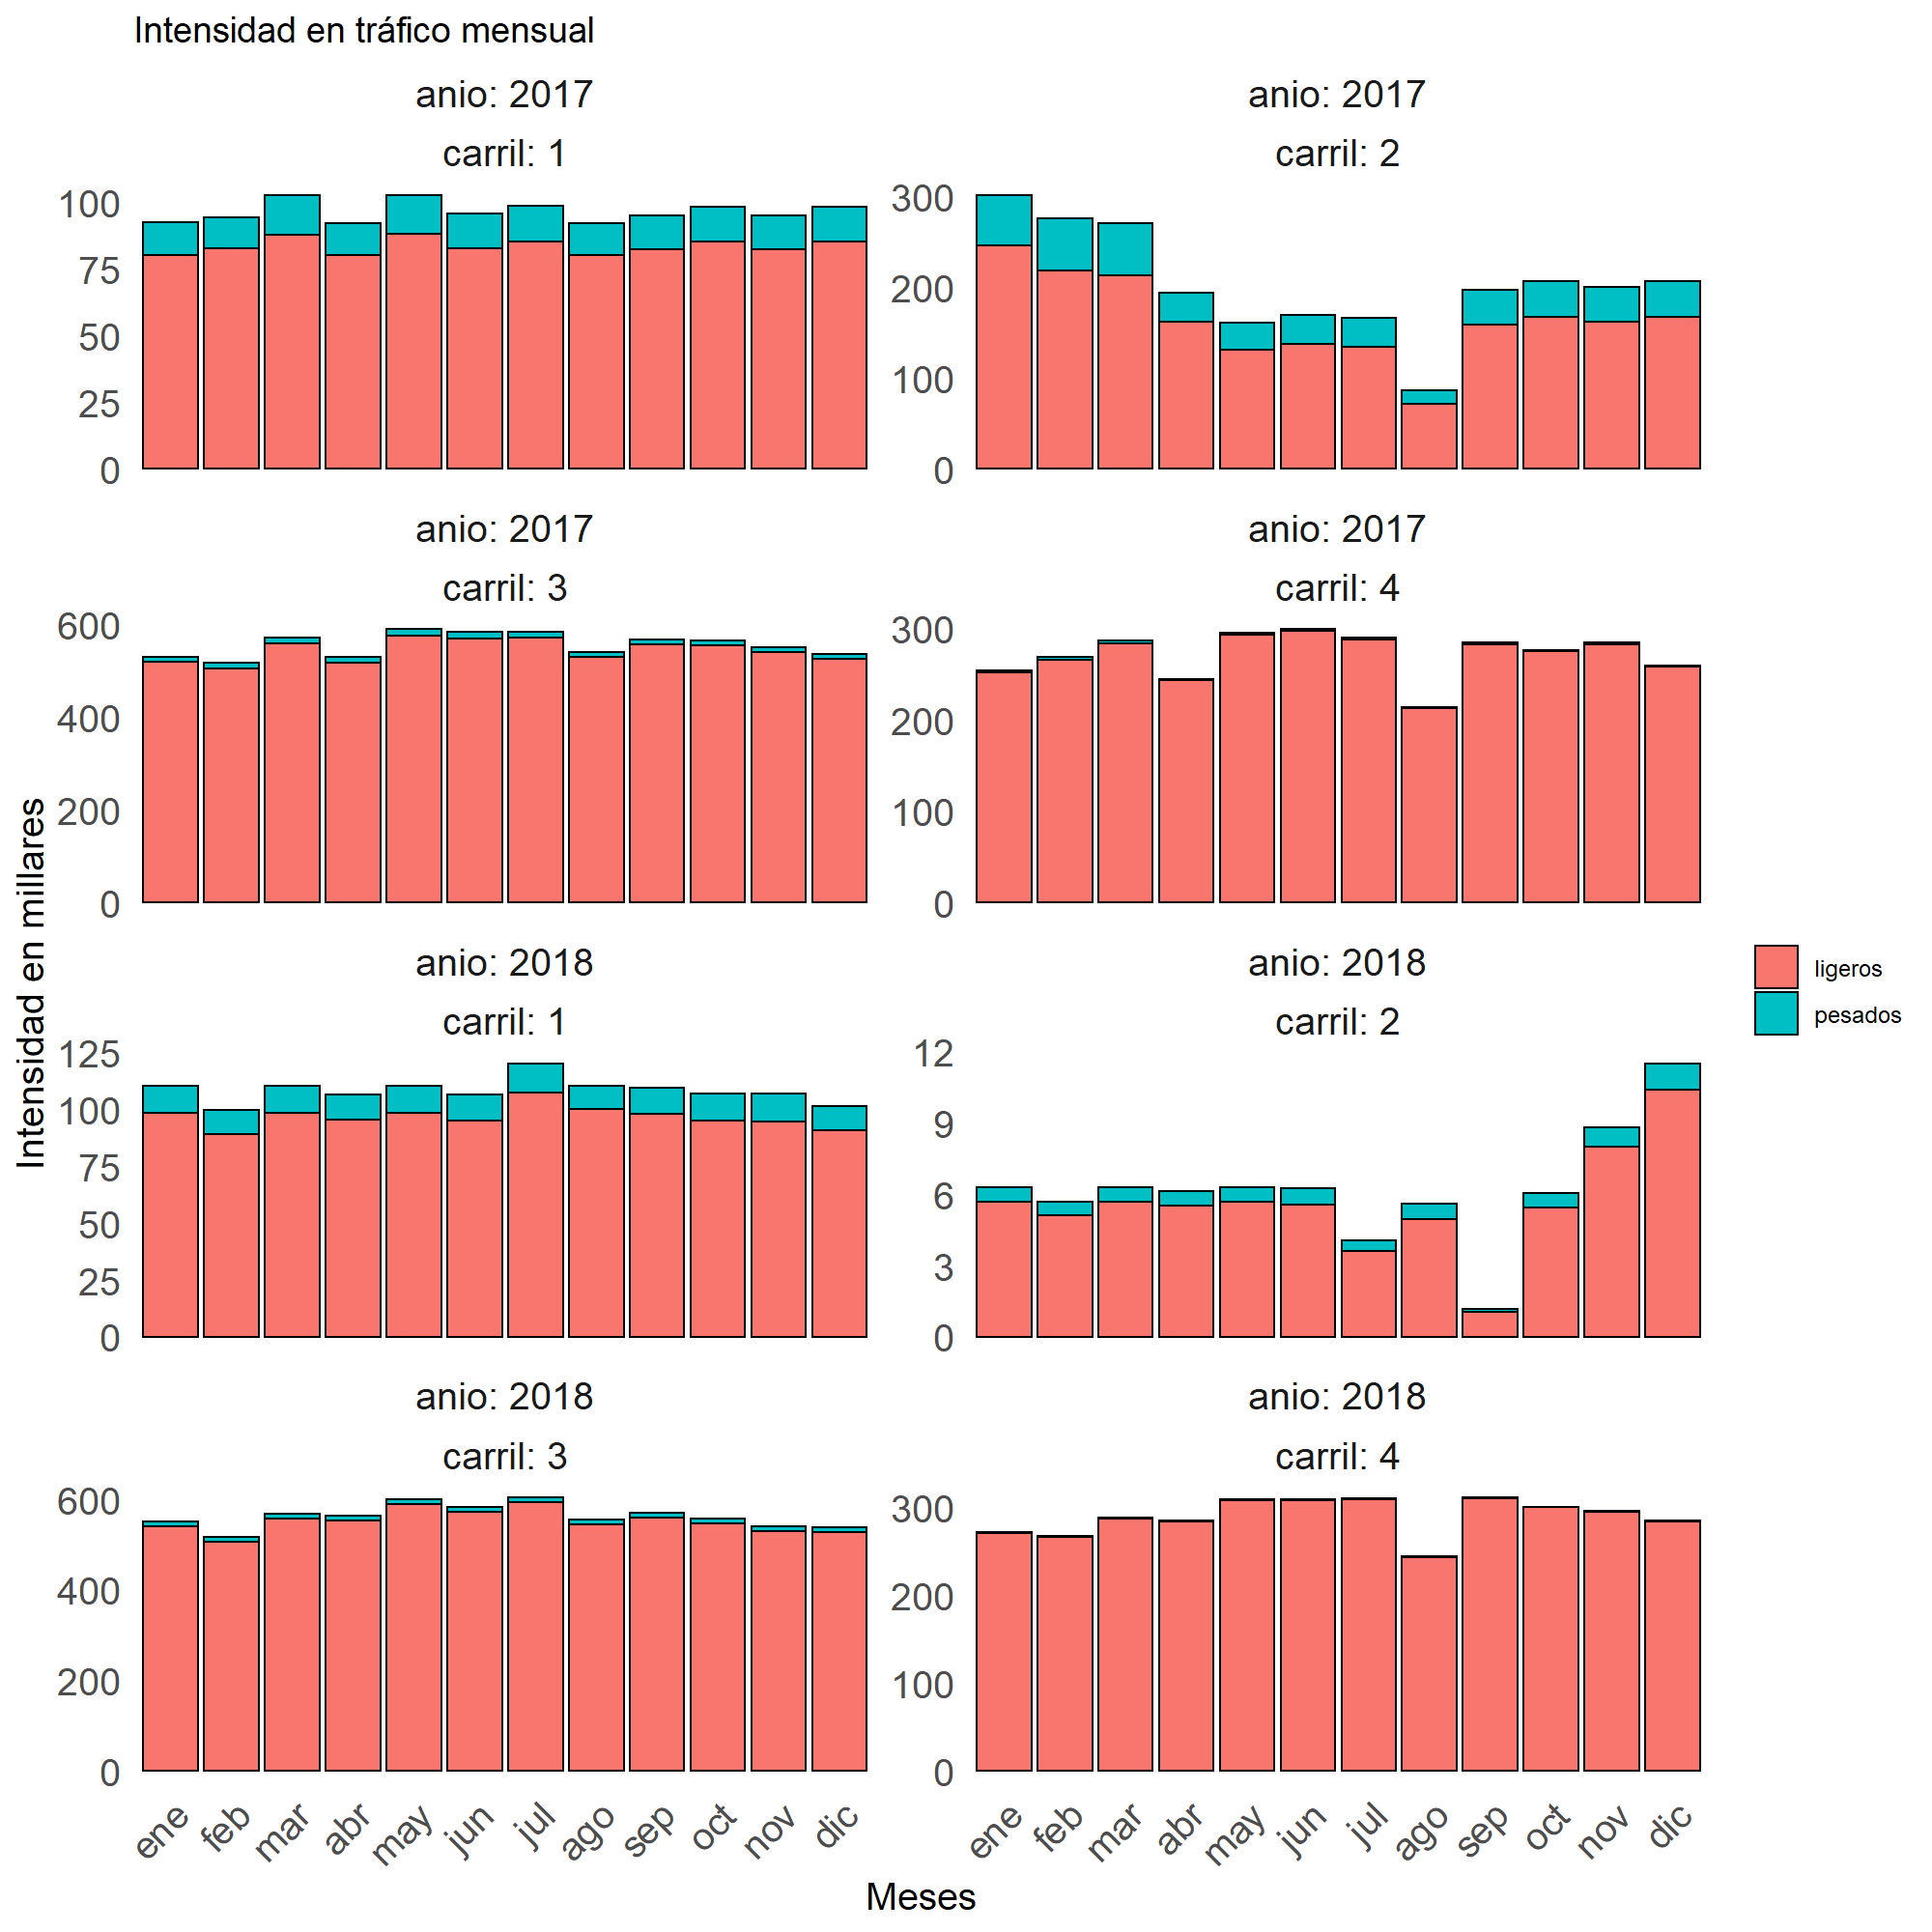 Intensidad en tráfico mensual
anio: 2017
carril: 1
100
75
50
25
0
anio: 2017
carril: 2
300
200
100
0
anio: 2017
carril: 3
600
400
200
0
anio: 2017
carril: 4
300
200
100
0
anio: 2018
carril: 1
125
100
75
50
25
0
anio: 2018
carril: 2
12
9
6
3
0
anio: 2018
carril: 3
600
400
200
0
anio: 2018
carril: 4
300
200
100
0
ene feb mar abr may jun jul ago sep oct nov dic
ene feb mar abr may jun jul ago sep oct nov dic
Meses
Intensidad en millares
ligeros
pesados